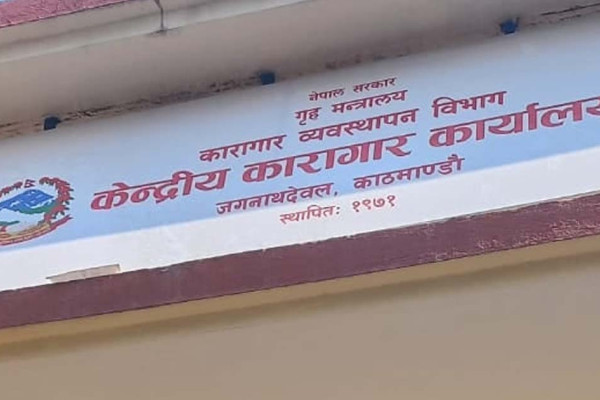 नेपाल सरकार
गृह मन्त्रालय
कारागार व्यवस्थापन विभाग
केन्द्रीय कारागार कार्यालय
जगनाथदेवल, काठमाण्डौ
स्थापितः १९७१